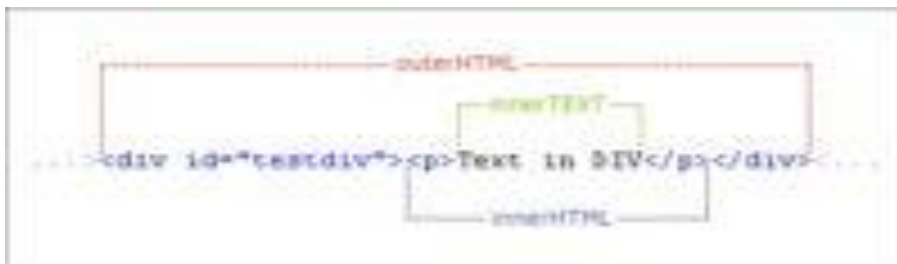 outerHTML
innerTEXT
...><div id="testdiv"><p>Text in DIV</p></div><...
innerHTML